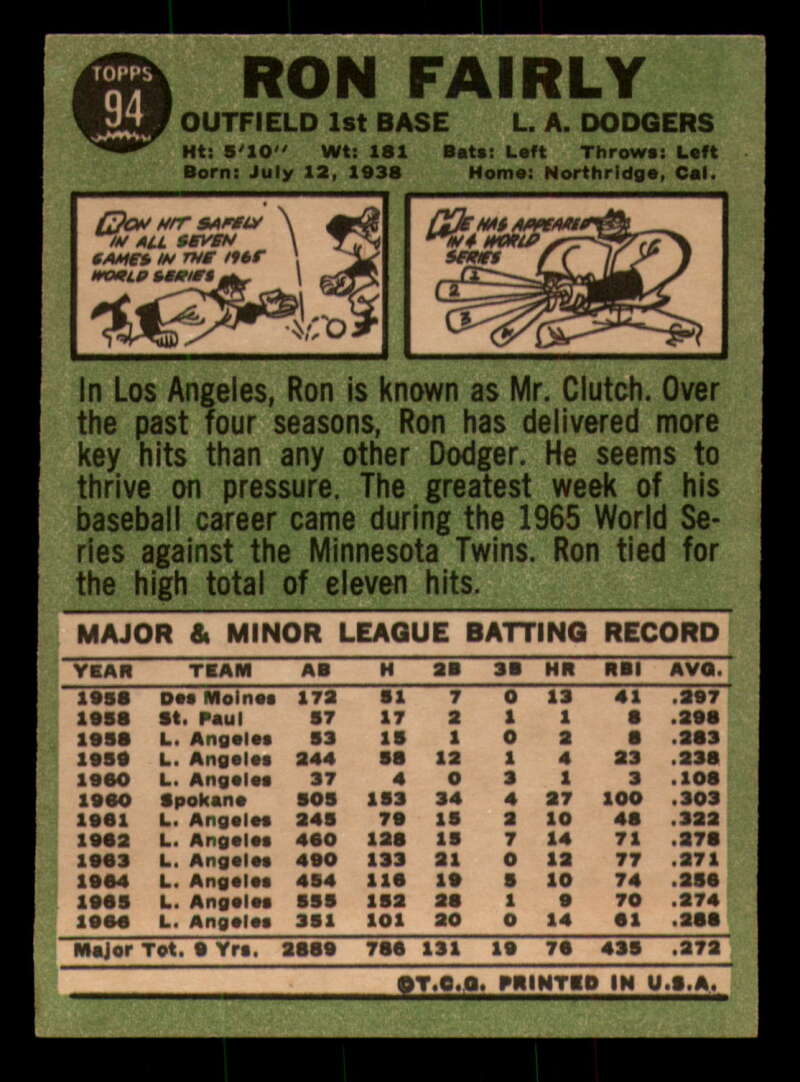 TOPPS
94
RON FAIRLY
OUTFIELD 1st BASE L. A. DODGERS
Ht: 5'10" Wt: 181 Bats: Left Throws: Left
Born: July 12, 1938 Home: Northridge, Cal.
RON HIT SAFELY
IN ALL SEVEN
GAMES IN THE 1965
WORLD SERIES
HE HAS APPEARED
IN 4 WORLD
SERIES
1
2
3
4
In Los Angeles, Ron is known as Mr. Clutch. Over
the past four seasons, Ron has delivered more
key hits than any other Dodger. He seems to
thrive on pressure. The greatest week of his
baseball career came during the 1965 World Se-
ries against the Minnesota Twins. Ron tied for
the high total of eleven hits.
MAJOR & MINOR LEAGUE BATTING RECORD
YEAR TEAM AB H 2B 3B HR RBI AVG.
1958 Des Moines 172 51 7 0 13 41 .297
1958 St. Paul 57 17 2 1 1 8 .298
1958 L. Angeles 53 15 1 0 2 8 .283
1959 L. Angeles 244 58 12 1 4 23 .238
1960 L. Angeles 37 4 0 3 1 3 .108
1960 Spokane 505 153 34 4 27 100 .303
1961 L. Angeles 245 79 15 2 10 48 .322
1962 L. Angeles 460 128 15 7 14 71 .278
1963 L. Angeles 490 133 21 0 12 77 .271
1964 L. Angeles 454 116 19 5 10 74 .256
1965 L. Angeles 555 152 28 1 9 70 .274
1966 L. Angeles 351 101 20 0 14 61 .288
Major Tot. 9 Yrs. 2889 786 131 19 76 435 .272
©T.C.G. PRINTED IN U.S.A.